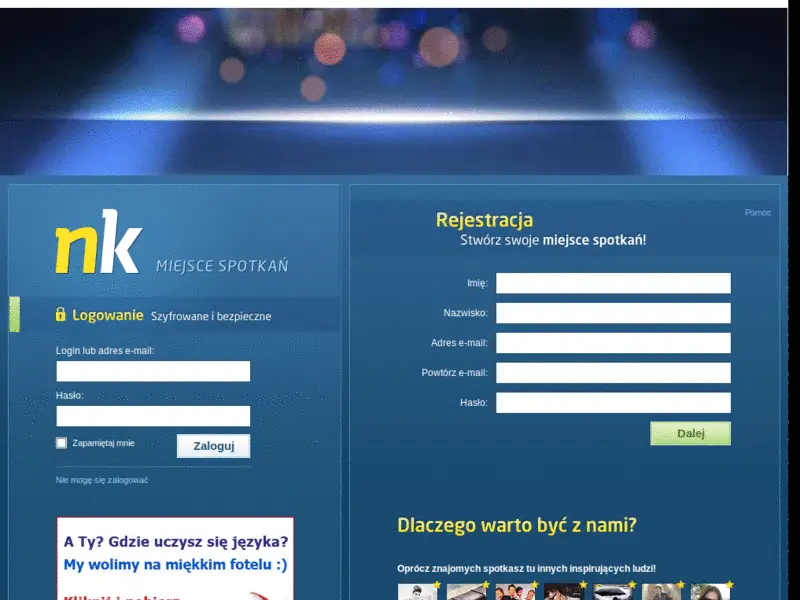 nk MIEJSCE SPOTKAŃ
Logowanie Szyfrowane i bezpieczne
Login lub adres e-mail:
Hasło:
Zapamiętaj mnie
Zaloguj
Nie mogę się zalogować
A Ty? Gdzie uczysz się języka?
My wolimy na miękkim fotelu :)
Pomoc
Rejestracja
Stwórz swoje miejsce spotkań!
Imię:
Nazwisko:
Adres e-mail:
Powtórz e-mail:
Hasło:
Dalej
Dlaczego warto być z nami?
Oprócz znajomych spotkasz tu innych inspirujących ludzi!